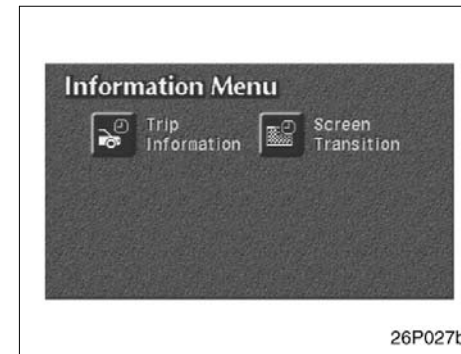 Information Menu
Trip
Information
Screen
Transition
26P027b